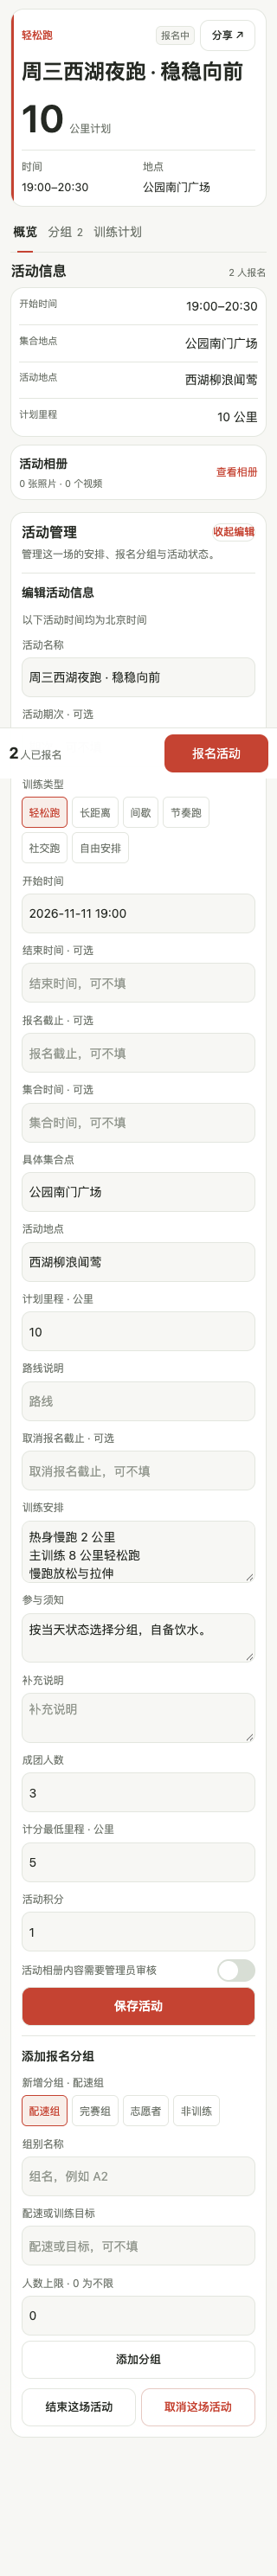 轻松跑
报名中
分享 ↗
周三西湖夜跑 · 稳稳向前
10 公里计划
时间 地点
19:00–20:30 公园南门广场
概览 分组 2 训练计划
活动信息 2 人报名
开始时间 19:00–20:30
集合地点 公园南门广场
活动地点 西湖柳浪闻莺
计划里程 10 公里
活动相册
0 张照片 · 0 个视频
查看相册
活动管理 收起编辑
管理这一场的安排、报名分组与活动状态。
编辑活动信息
以下活动时间均为北京时间
活动名称
周三西湖夜跑 · 稳稳向前
活动期次 · 可选
2 人已报名 报名活动
训练类型
轻松跑 长距离 间歇 节奏跑
社交跑 自由安排
开始时间
2026-11-11 19:00
结束时间 · 可选
结束时间，可不填
报名截止 · 可选
报名截止，可不填
集合时间 · 可选
集合时间，可不填
具体集合点
公园南门广场
活动地点
西湖柳浪闻莺
计划里程 · 公里
10
路线说明
路线
取消报名截止 · 可选
取消报名截止，可不填
训练安排
热身慢跑 2 公里
主训练 8 公里轻松跑
慢跑放松与拉伸
参与须知
按当天状态选择分组，自备饮水。
补充说明
补充说明
成团人数
3
计分最低里程 · 公里
5
活动积分
1
活动相册内容需要管理员审核
保存活动
添加报名分组
新增分组 · 配速组
配速组 完赛组 志愿者 非训练
组别名称
组名，例如 A2
配速或训练目标
配速或目标，可不填
人数上限 · 0 为不限
0
添加分组
结束这场活动 取消这场活动